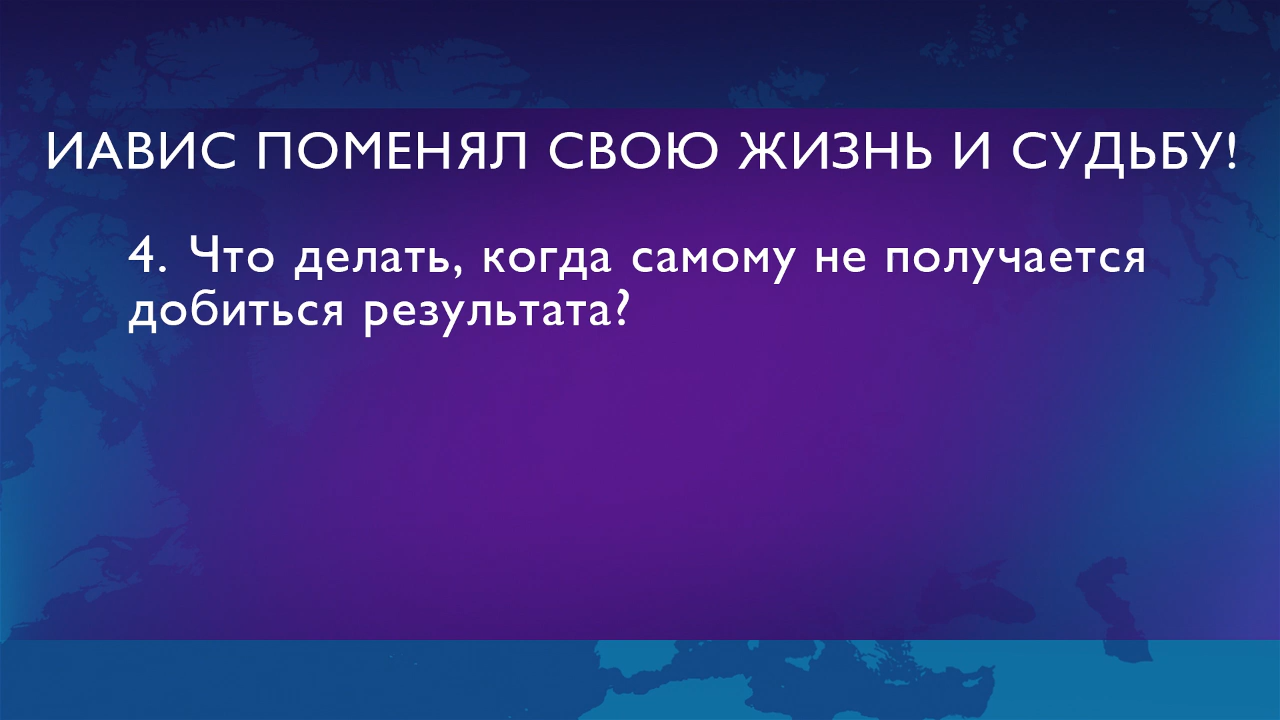 ИАВИС ПОМЕНЯЛ СВОЮ ЖИЗНЬ И СУДЬБУ!
4. Что делать, когда самому не получается
добиться результата?